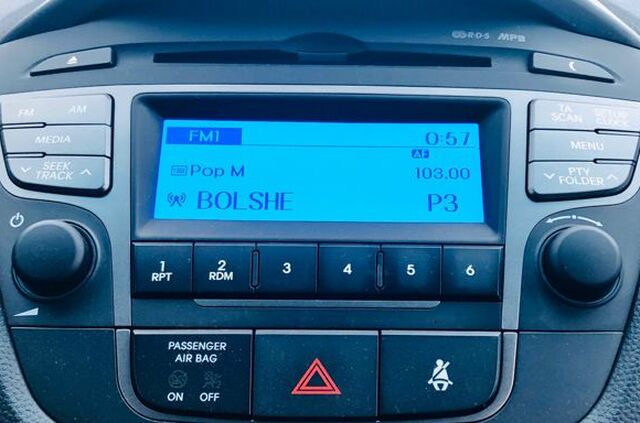 R·D·S MP3
FM AM
MEDIA
SEEK
TRACK
FM1 0:57
AF
Pop M 103.00
BOLSHE P3
TA
SCAN
SETUP
CLOCK
MENU
PTY
FOLDER
1
RPT
2
RDM
3
4
5
6
PASSENGER
AIR BAG
ON OFF